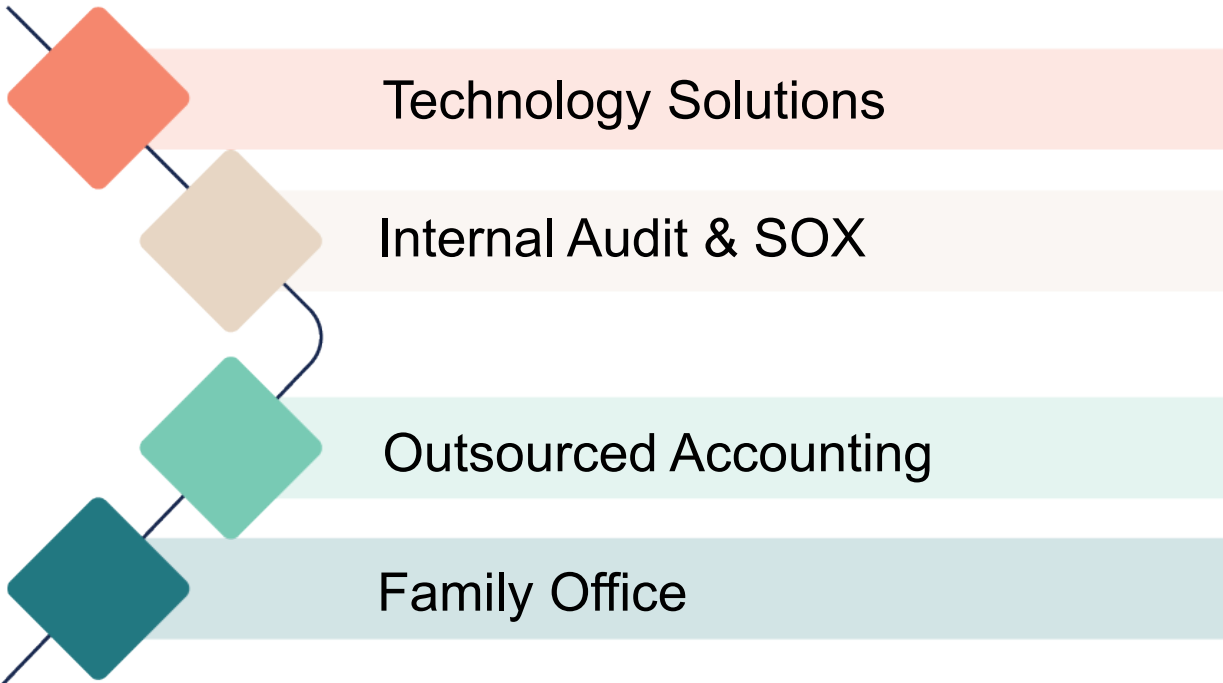 Technology Solutions
Internal Audit & SOX
Outsourced Accounting
Family Office